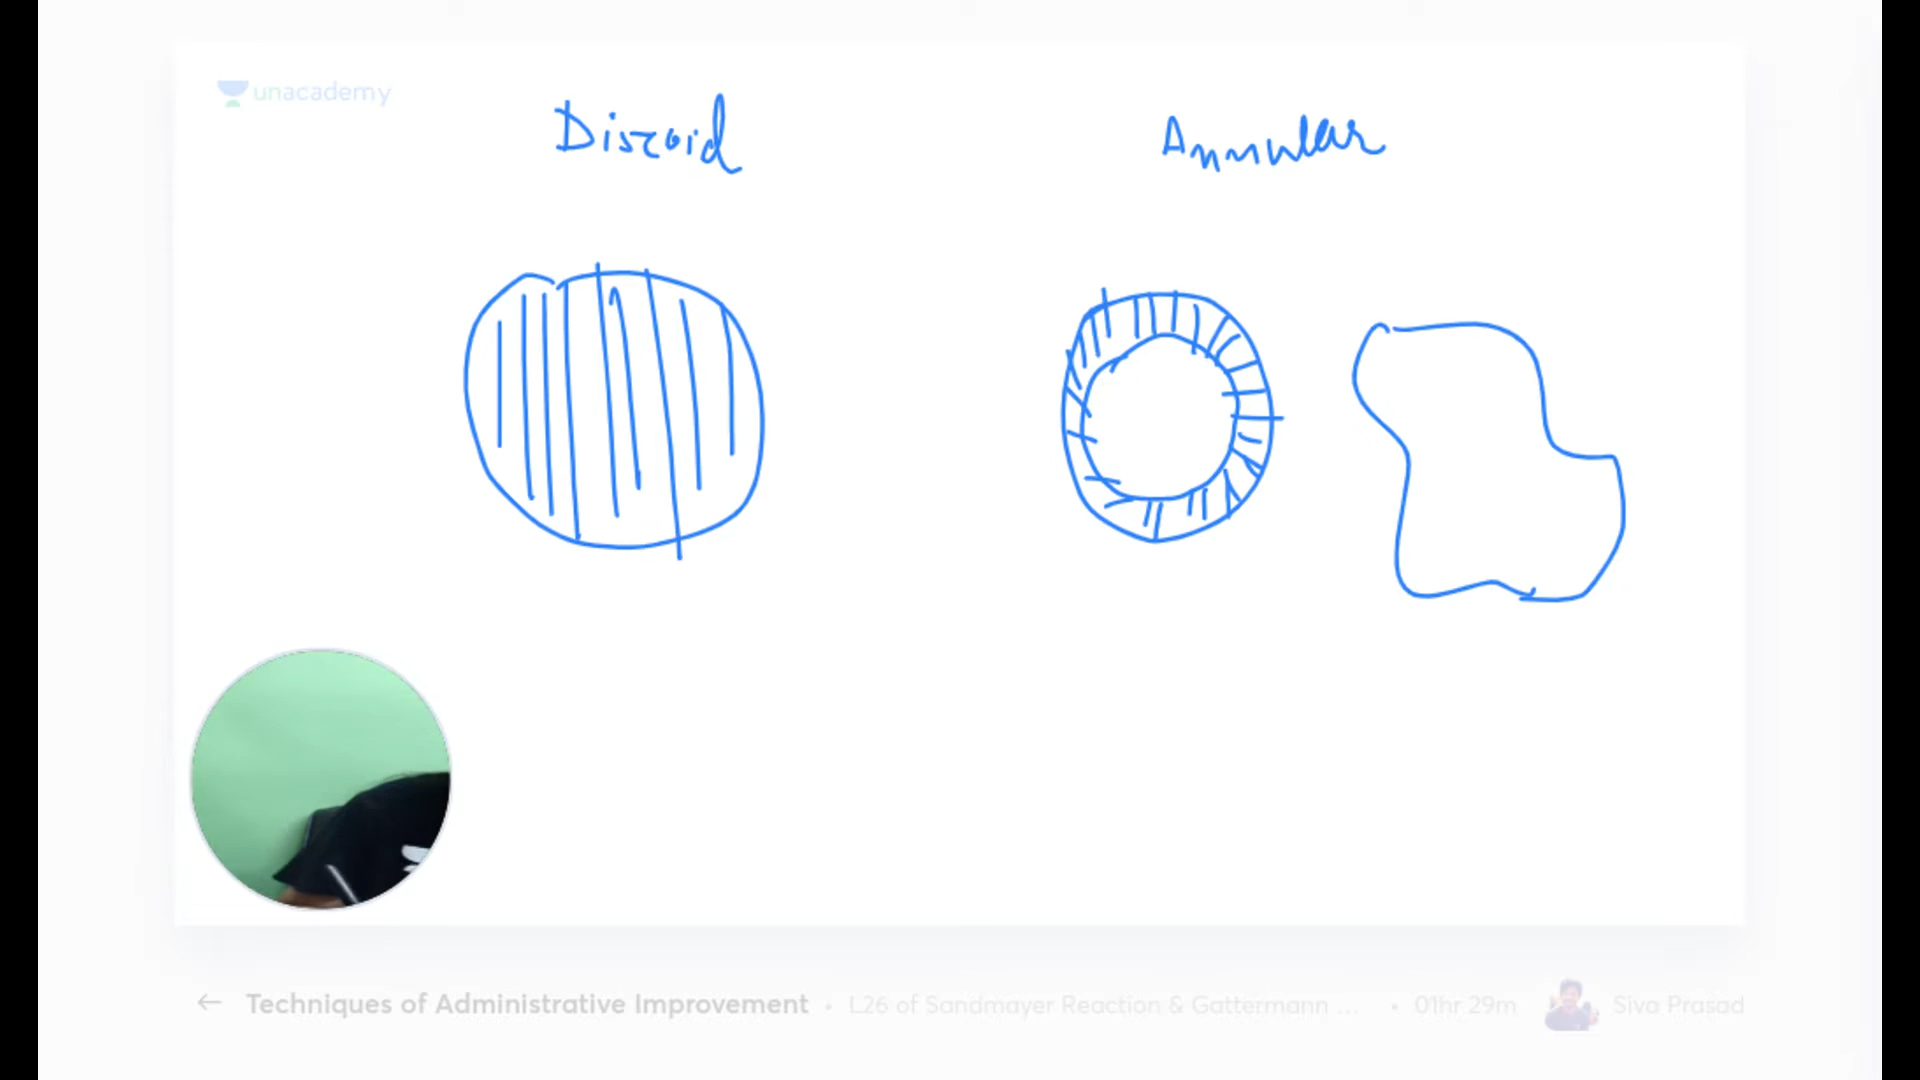 unacademy
Discoid
Annular
← Techniques of Administrative Improvement • L26 of Sandmayer Reaction & Gattermann ... • 01hr 29m Siva Prasad